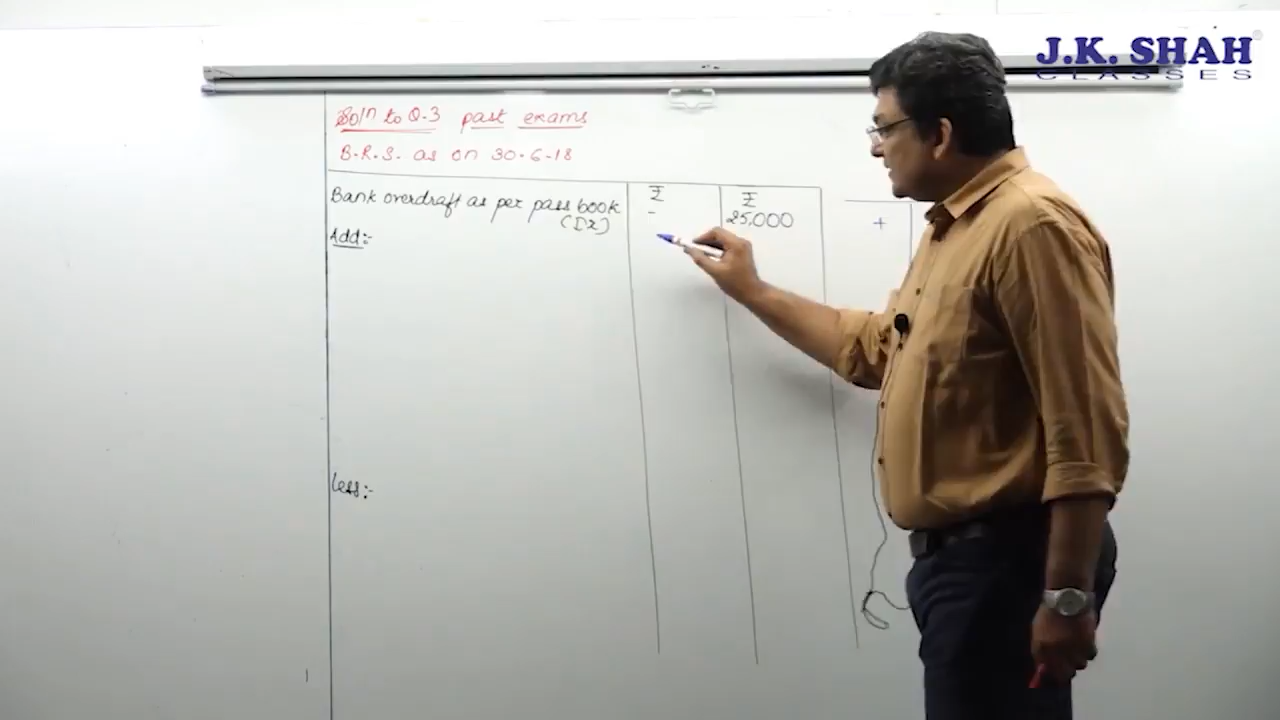 J.K. SHAH®
CLASSES
Soln to Q-3 past exams
B.R.S. as on 30-6-18
₹ ₹
Bank overdraft as per pass book - 25,000
(Dr)
+
Add:-
Less:-